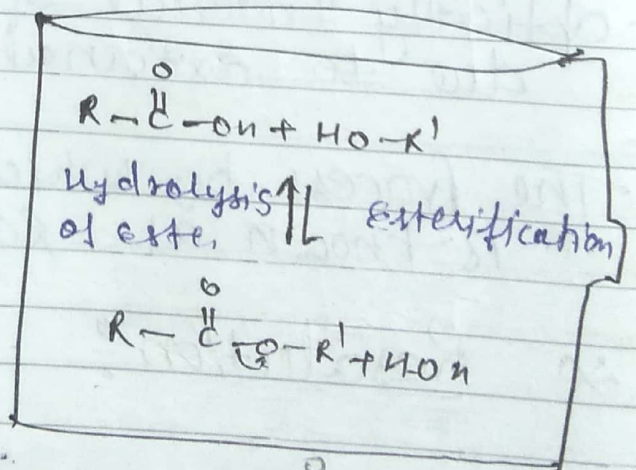 O
R-C-OH + HO-R'
Hydrolysis
of este,
Esterification
O
R-C-O-R' + HOH